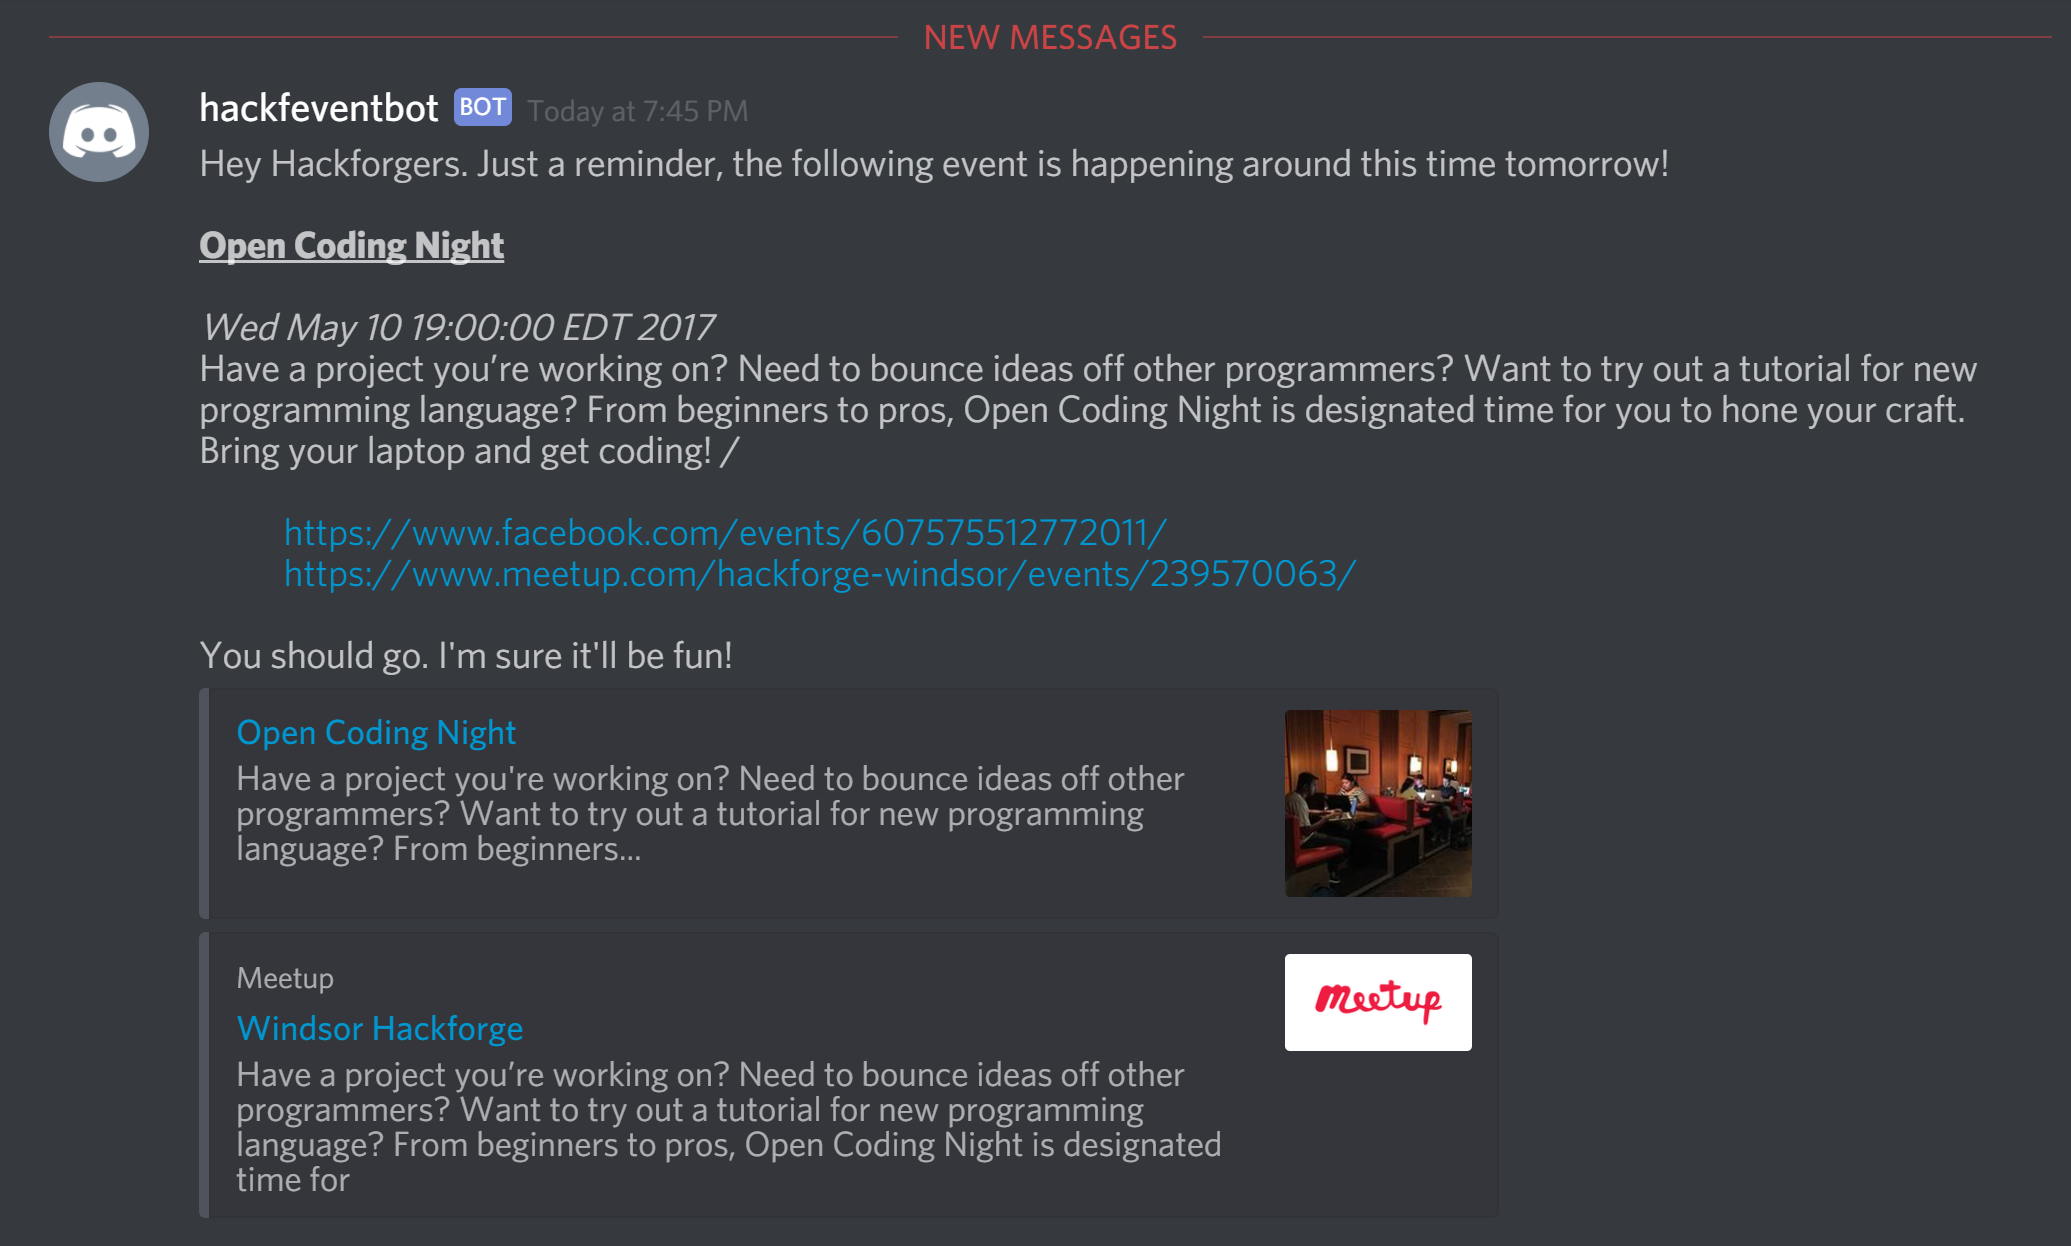 NEW MESSAGES
hackfeventbot BOT Today at 7:45 PM
Hey Hackforgers. Just a reminder, the following event is happening around this time tomorrow!
Open Coding Night
Wed May 10 19:00:00 EDT 2017
Have a project you’re working on? Need to bounce ideas off other programmers? Want to try out a tutorial for new
programming language? From beginners to pros, Open Coding Night is designated time for you to hone your craft.
Bring your laptop and get coding! /
https://www.facebook.com/events/607575512772011/
https://www.meetup.com/hackforge-windsor/events/239570063/
You should go. I'm sure it'll be fun!
Open Coding Night
Have a project you're working on? Need to bounce ideas off other
programmers? Want to try out a tutorial for new programming
language? From beginners...
Meetup
Meetup
Windsor Hackforge
Have a project you’re working on? Need to bounce ideas off other
programmers? Want to try out a tutorial for new programming
language? From beginners to pros, Open Coding Night is designated
time for